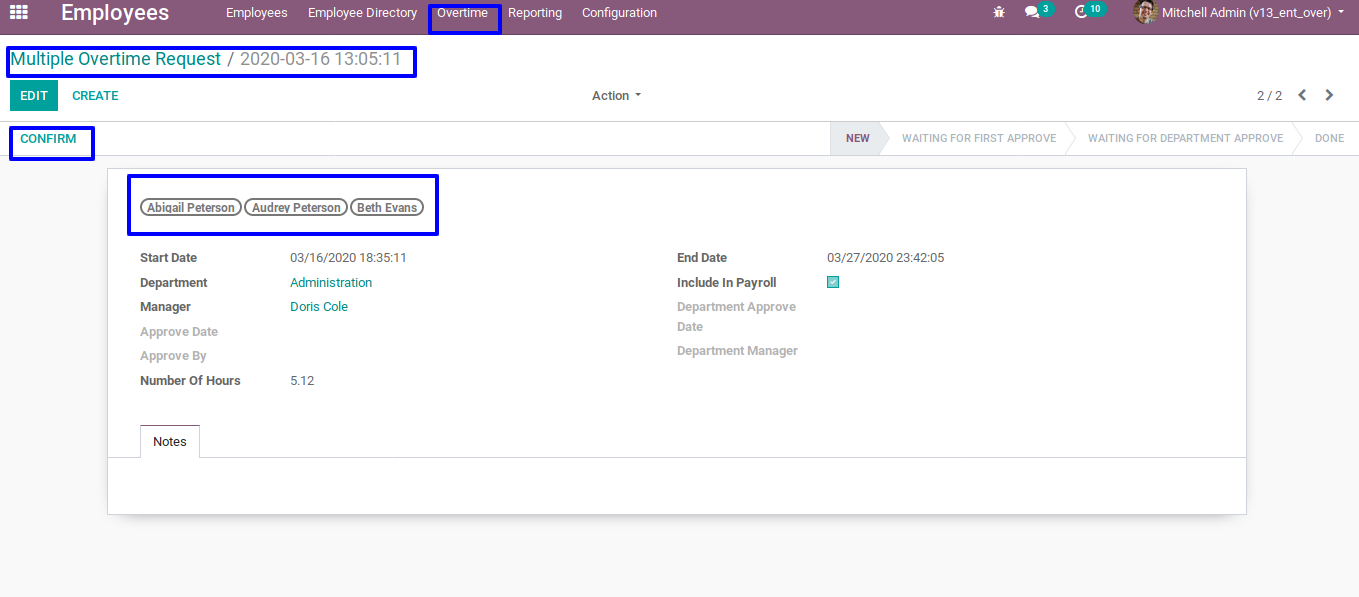 Employees Employees Employee Directory Overtime Reporting Configuration 3 10 Mitchell Admin (v13_ent_over)
Multiple Overtime Request / 2020-03-16 13:05:11
EDIT CREATE Action 2 / 2
CONFIRM NEW WAITING FOR FIRST APPROVE WAITING FOR DEPARTMENT APPROVE DONE
Abigail Peterson Audrey Peterson Beth Evans
Start Date 03/16/2020 18:35:11 End Date 03/27/2020 23:42:05
Department Administration Include In Payroll
Manager Doris Cole Department Approve
Date
Approve Date
Approve By Department Manager
Number Of Hours 5.12
Notes